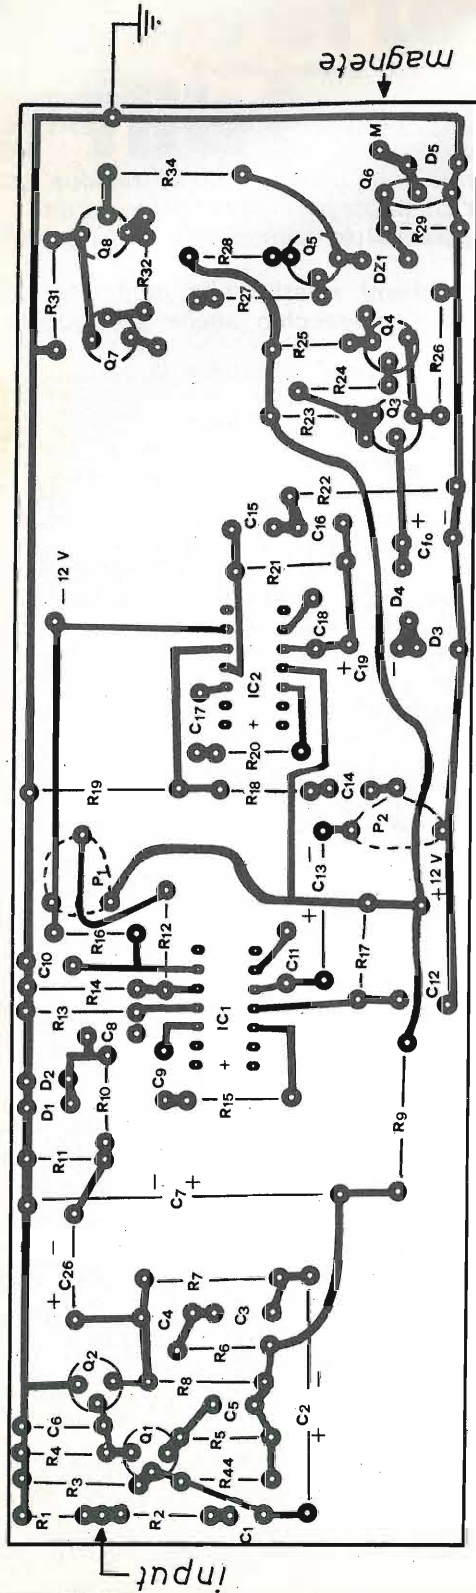 magnete
R34
Q8
R31
R32
Q7
R28
Q5
R27
R25
R24
R23
Q4
Q3
Q6
M
D5
R29
DZ1
R26
C15
R22
C16
R21
C18
C19
+
C17
IC2
+
R20
R18
- 12 V
R19
P1
R16
C10
R12
R14
R13
C8
D2
D1
R10
R11
C9
IC1
+
R15
C11
C13
-
+
C14
P2
+ 12 V
R17
C12
Cfo
+
-
D4
D3
-
R9
C7
-
+
C26
-
+
R7
C4
C3
R6
Q2
R8
C6
R4
Q1
C5
R5
R3
R44
C2
-
+
R1
R2
C1
input